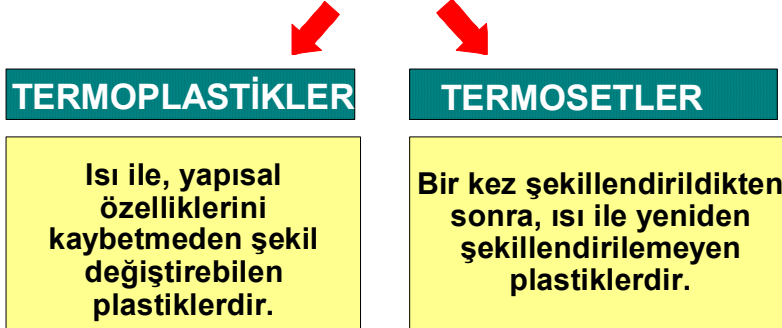 TERMOPLASTİKLER
Isı ile, yapısal
özelliklerini
kaybetmeden şekil
değiştirebilen
plastiklerdir.
TERMOSETLER
Bir kez şekillendirildikten
sonra, ısı ile yeniden
şekillendirilemeyen
plastiklerdir.